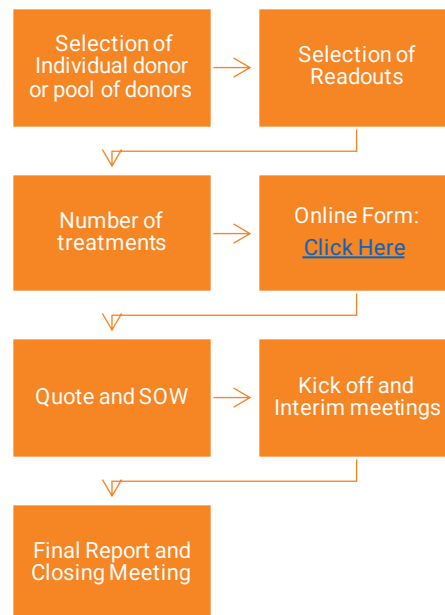 Selection of
Individual donor
or pool of donors
Selection of
Readouts
Number of
treatments
Online Form:
Click Here
Quote and SOW
Kick off and
Interim meetings
Final Report and
Closing Meeting